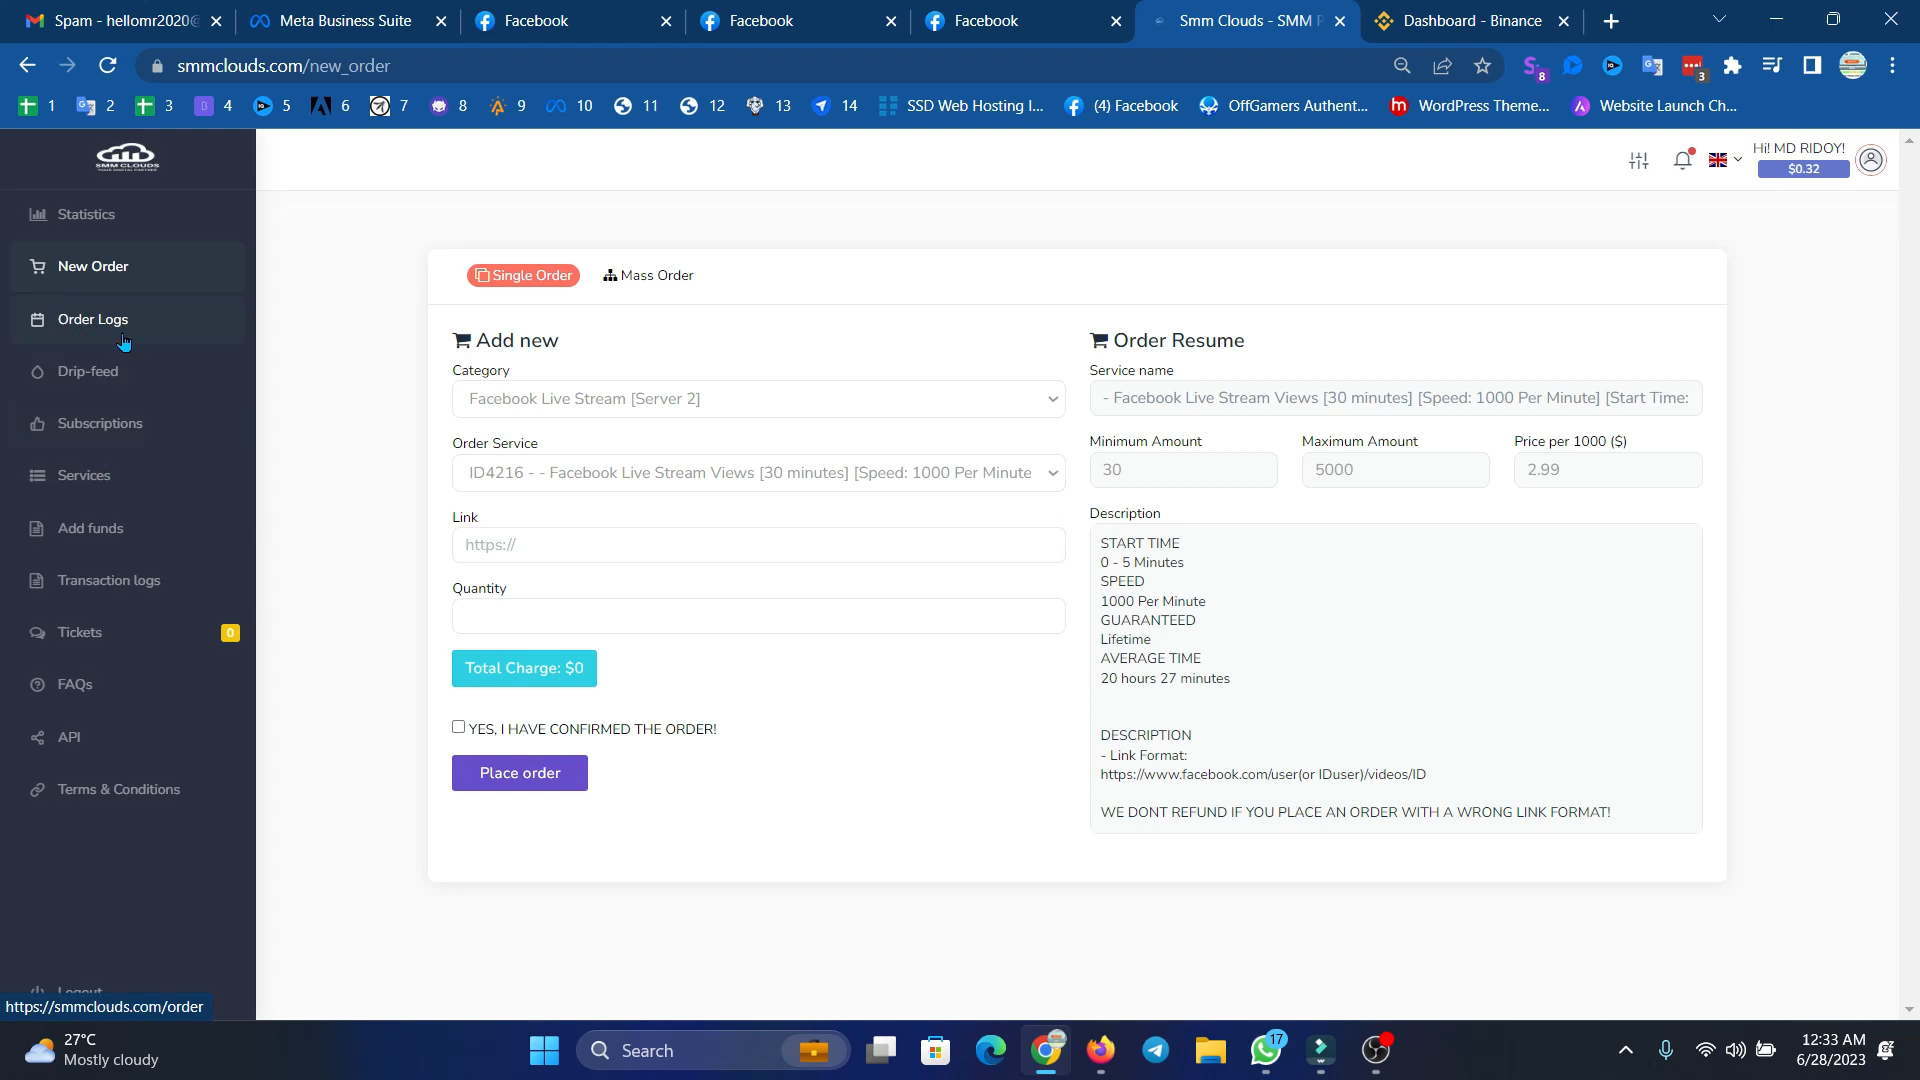 Spam - hellomr2020@
Meta Business Suite
Facebook
Facebook
Facebook
Smm Clouds - SMM P
Dashboard - Binance
smmclouds.com/new_order
8
3
1
2
3
4
5
6
7
8
9
10
11
12
13
14
SSD Web Hosting I...
(4) Facebook
OffGamers Authent...
WordPress Theme...
Website Launch Ch...
SMM CLOUDS
YOUR DIGITAL PARTNER
Hi! MD RIDOY!
$0.32
Statistics
New Order
Order Logs
Drip-feed
Subscriptions
Services
Add funds
Transaction logs
Tickets
0
FAQs
API
Terms & Conditions
Logout
https://smmclouds.com/order
Single Order
Mass Order
Add new
Category
Facebook Live Stream [Server 2]
Order Service
ID4216 - - Facebook Live Stream Views [30 minutes] [Speed: 1000 Per Minute
Link
https://
Quantity
Total Charge: $0
YES, I HAVE CONFIRMED THE ORDER!
Place order
Order Resume
Service name
- Facebook Live Stream Views [30 minutes] [Speed: 1000 Per Minute] [Start Time:
Minimum Amount
Maximum Amount
Price per 1000 ($)
30
5000
2.99
Description
START TIME
0 - 5 Minutes
SPEED
1000 Per Minute
GUARANTEED
Lifetime
AVERAGE TIME
20 hours 27 minutes
DESCRIPTION
- Link Format:
https://www.facebook.com/user(or IDuser)/videos/ID
WE DONT REFUND IF YOU PLACE AN ORDER WITH A WRONG LINK FORMAT!
27°C
Mostly cloudy
Search
17
12:33 AM
6/28/2023